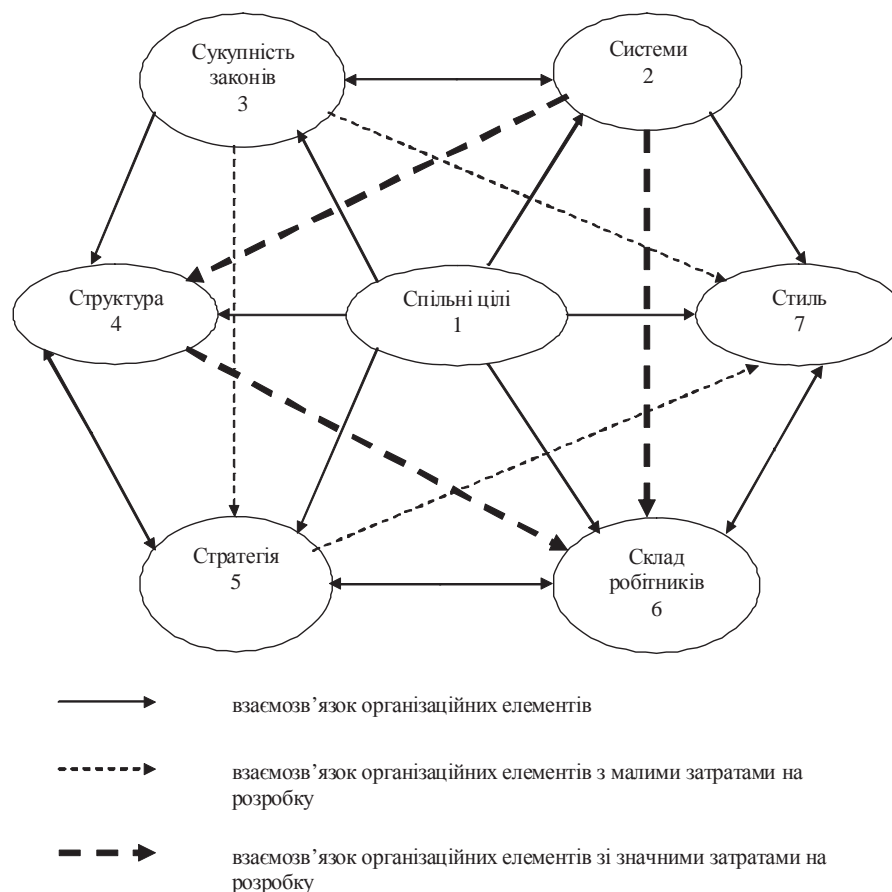 Сукупність
законів
3
Системи
2
Структура
4
Спільні цілі
1
Стиль
7
Стратегія
5
Склад
робітників
6
взаємозв’язок організаційних елементів
взаємозв’язок організаційних елементів з малими затратами на
розробку
взаємозв’язок організаційних елементів зі значними затратами на
розробку